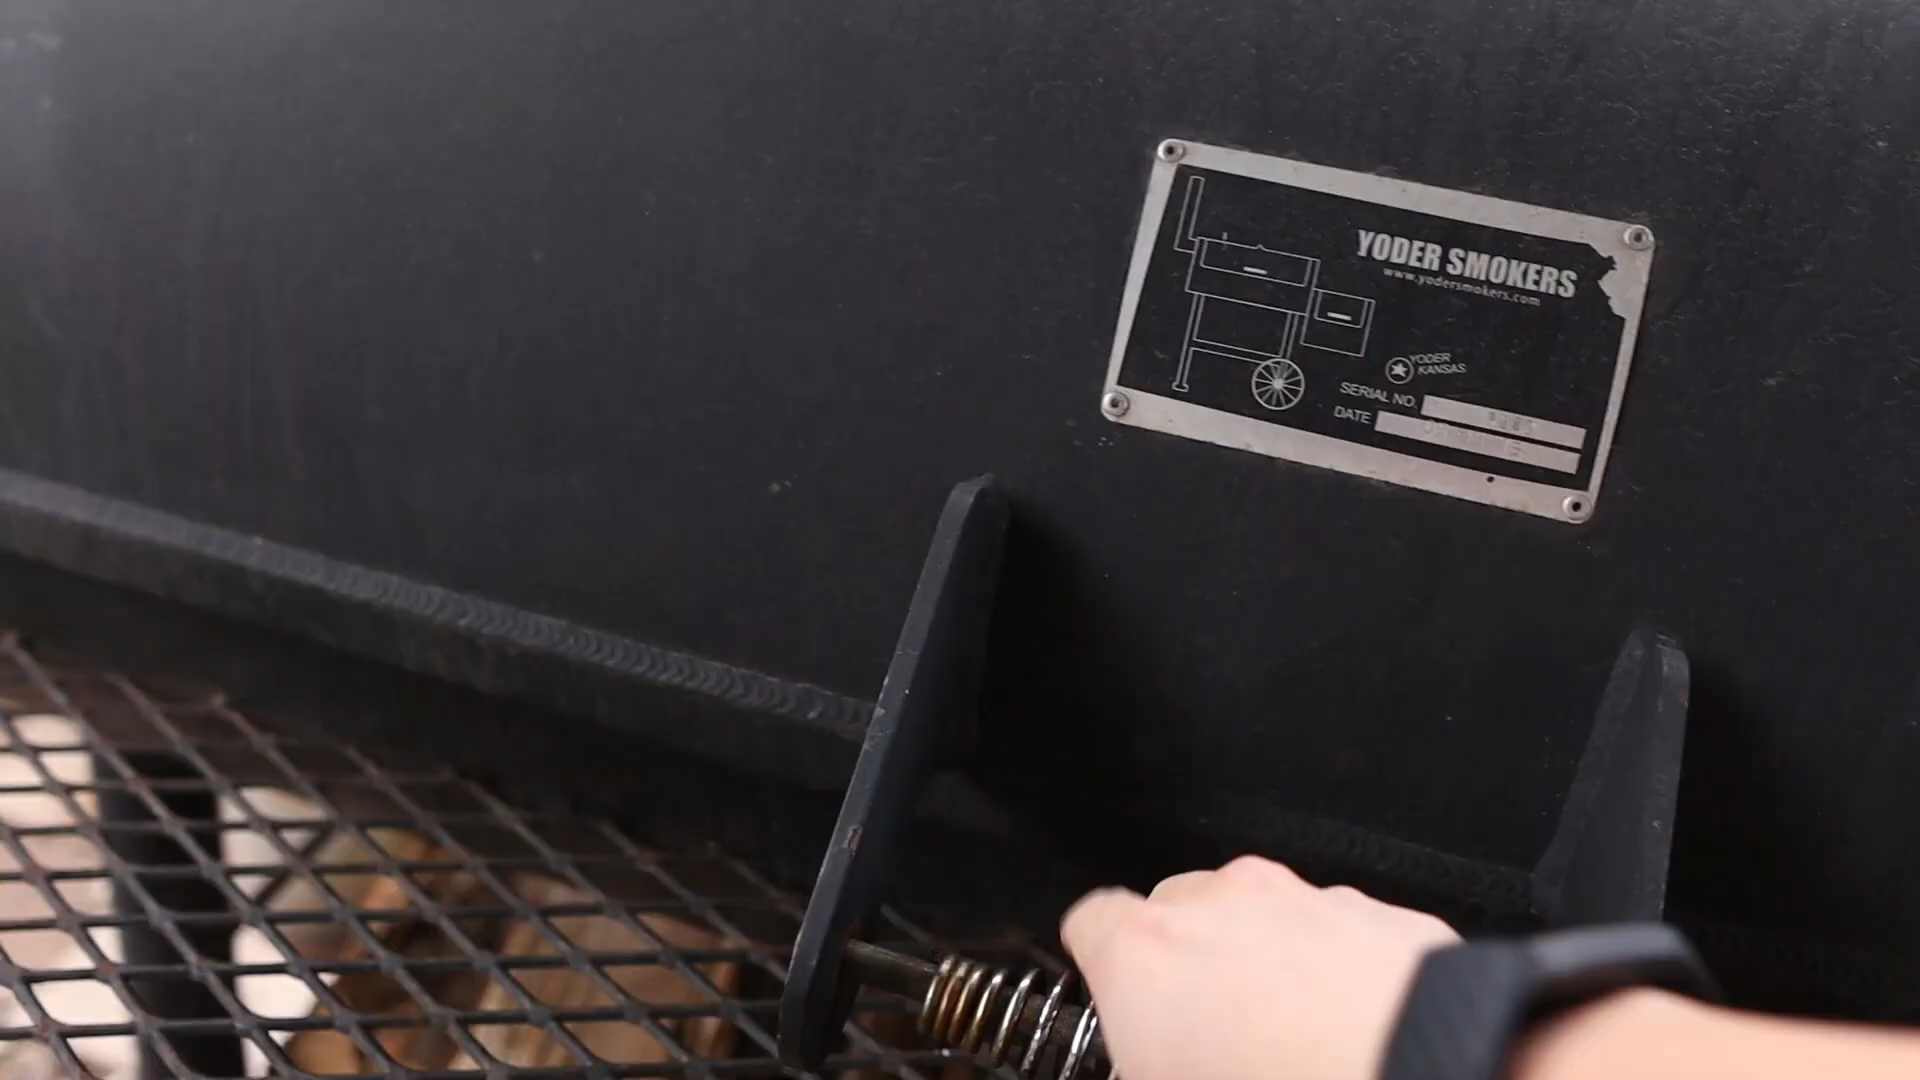 YODER SMOKERS
www.yodersmokers.com
YODER
KANSAS
SERIAL NO.
DATE